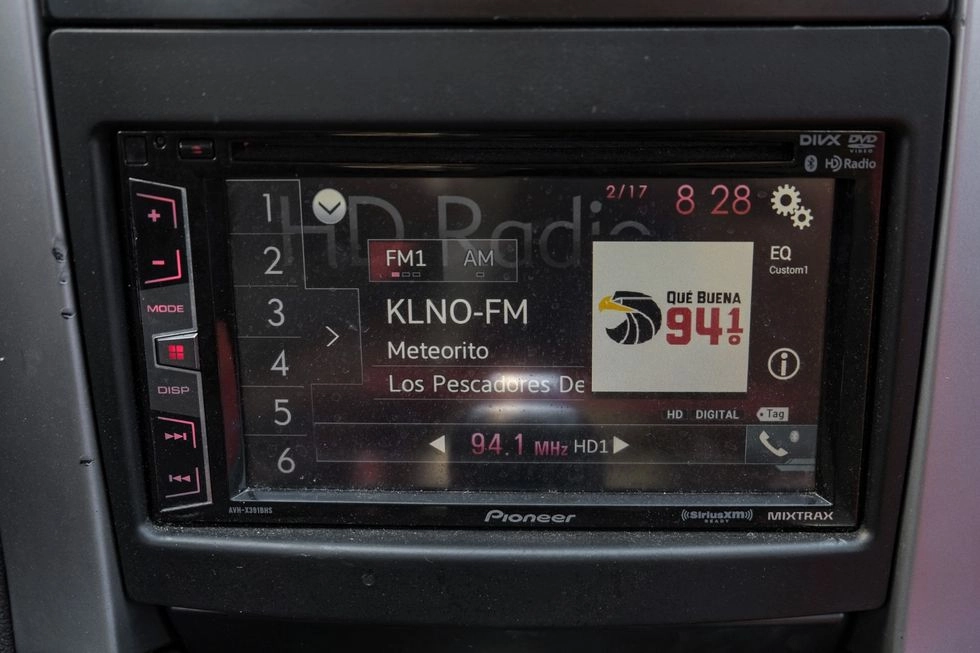 DIVX DVD
VIDEO
HD Radio
HD Radio
2/17 8 28
1
2
3
4
5
6
MODE
DISP
FM1 AM
EQ
Custom1
KLNO-FM
Meteorito
Los Pescadores De
QUÉ BUENA
94.1
HD DIGITAL Tag
94.1 MHz HD1
AVH-X391BHS
Pioneer
SiriusXM
READY
MIXTRAX